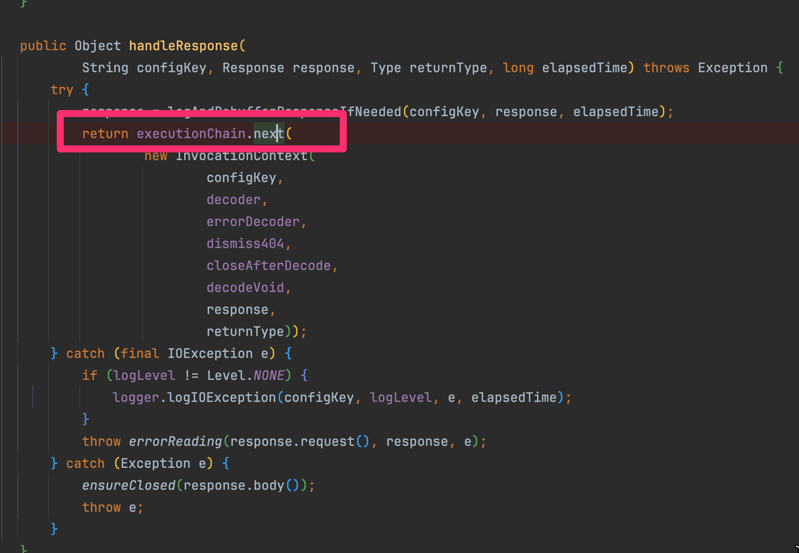 }
public Object handleResponse(
String configKey, Response response, Type returnType, long elapsedTime) throws Exception {
try {
response = logAndRebufferResponseIfNeeded(configKey, response, elapsedTime);
return executionChain.next(
new InvocationContext(
configKey,
decoder,
errorDecoder,
dismiss404,
closeAfterDecode,
decodeVoid,
response,
returnType));
} catch (final IOException e) {
if (logLevel != Level.NONE) {
logger.logIOException(configKey, logLevel, e, elapsedTime);
}
throw errorReading(response.request(), response, e);
} catch (Exception e) {
ensureClosed(response.body());
throw e;
}
}